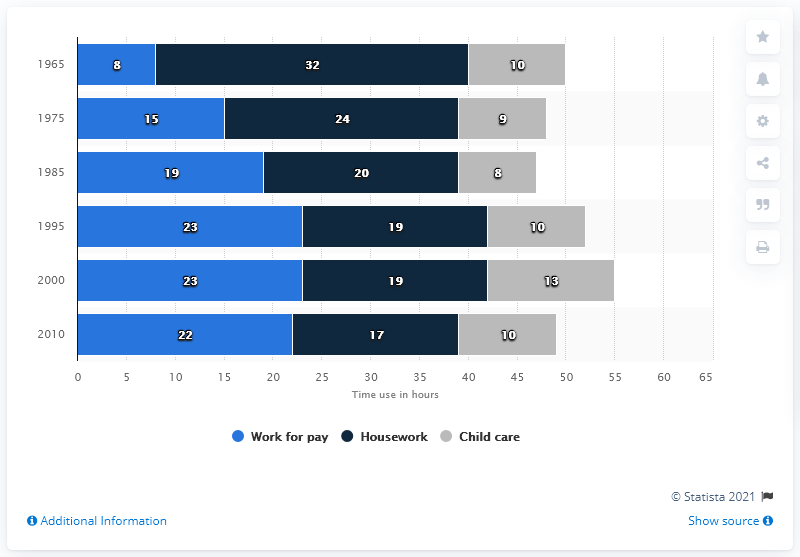 1965 8 32 10
1975 15 24 9
1985 19 20 8
1995 23 19 10
2000 23 19 13
2010 22 17 10
0 5 10 15 20 25 30 35 40 45 50 55 60 65
Time use in hours
Work for pay Housework Child care
© Statista 2021
Additional Information Show source